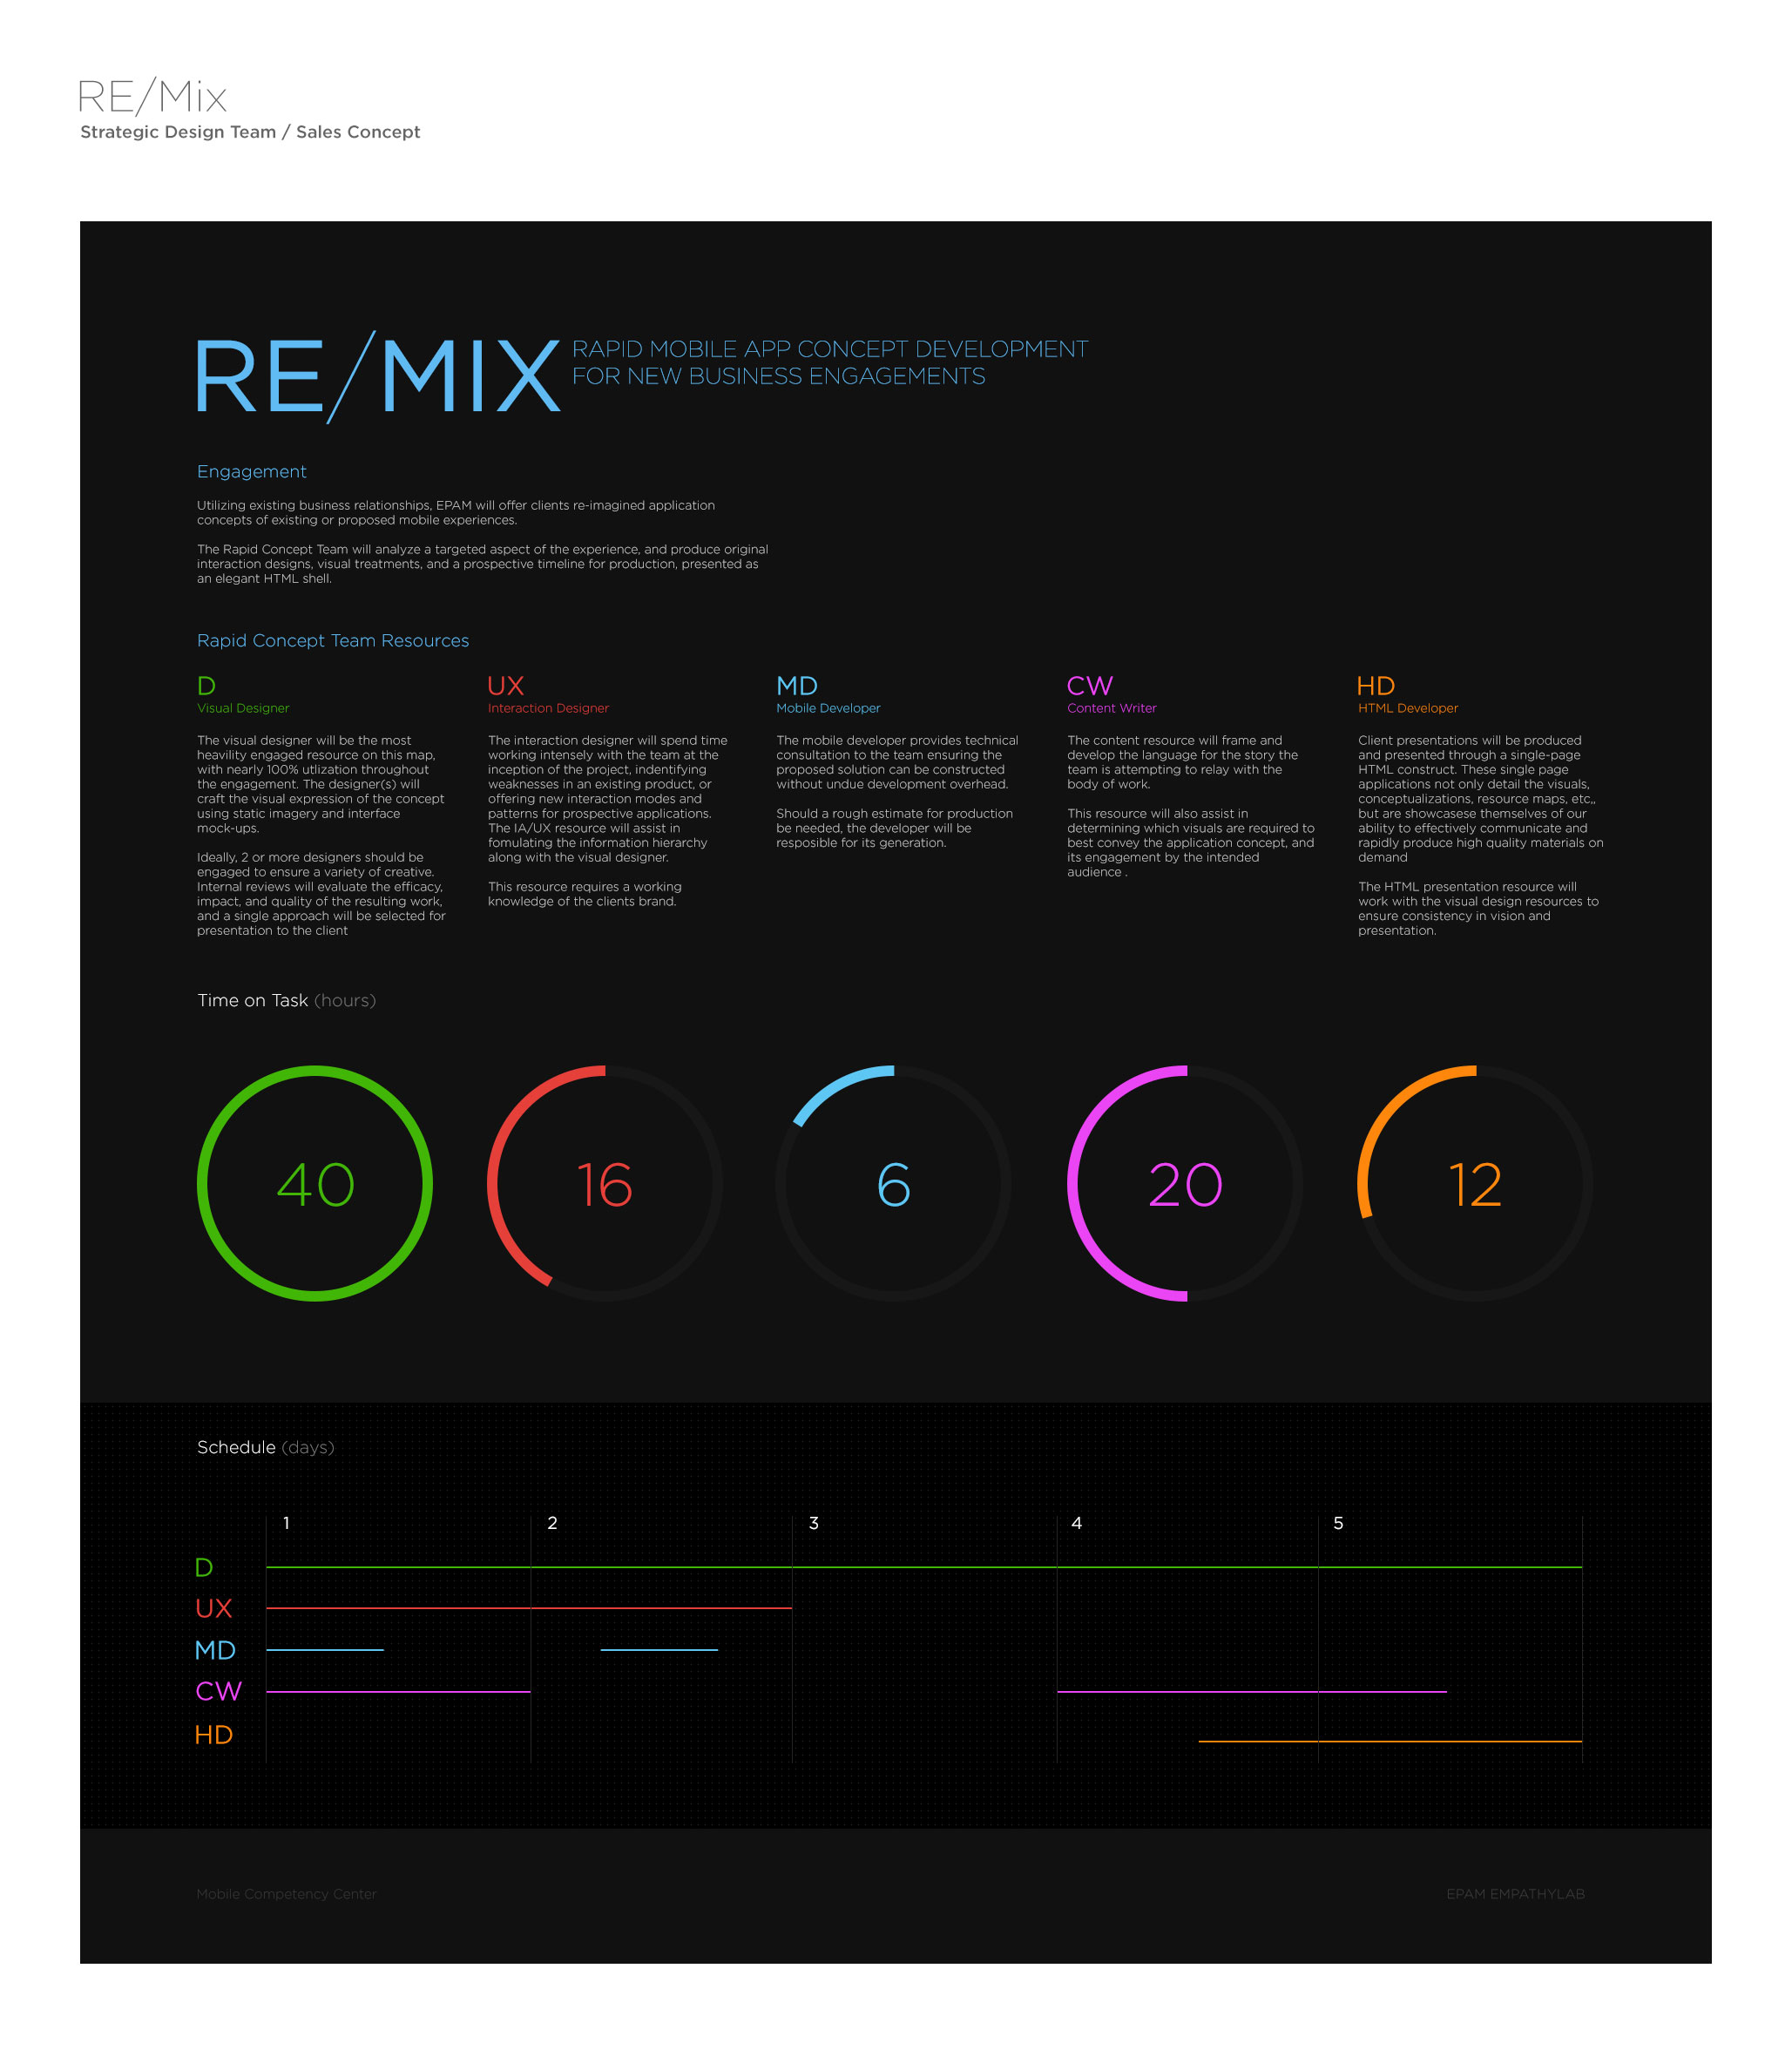 RE/Mix
Strategic Design Team / Sales Concept
RE/MIX
RAPID MOBILE APP CONCEPT DEVELOPMENT
FOR NEW BUSINESS ENGAGEMENTS
Engagement
Utilizing existing business relationships, EPAM will offer clients re-imagined application
concepts of existing or proposed mobile experiences.
The Rapid Concept Team will analyze a targeted aspect of the experience, and produce original
interaction designs, visual treatments, and a prospective timeline for production, presented as
an elegant HTML shell.
Rapid Concept Team Resources
D
Visual Designer
The visual designer will be the most
heavility engaged resource on this map,
with nearly 100% utlization throughout
the engagement. The designer(s) will
craft the visual expression of the concept
using static imagery and interface
mock-ups.
Ideally, 2 or more designers should be
engaged to ensure a variety of creative.
Internal reviews will evaluate the efficacy,
impact, and quality of the resulting work,
and a single approach will be selected for
presentation to the client
UX
Interaction Designer
The interaction designer will spend time
working intensely with the team at the
inception of the project, indentifying
weaknesses in an existing product, or
offering new interaction modes and
patterns for prospective applications.
The IA/UX resource will assist in
fomulating the information hierarchy
along with the visual designer.
This resource requires a working
knowledge of the clients brand.
MD
Mobile Developer
The mobile developer provides technical
consultation to the team ensuring the
proposed solution can be constructed
without undue development overhead.
Should a rough estimate for production
be needed, the developer will be
resposible for its generation.
CW
Content Writer
The content resource will frame and
develop the language for the story the
team is attempting to relay with the
body of work.
This resource will also assist in
determining which visuals are required to
best convey the application concept, and
its engagement by the intended
audience .
HD
HTML Developer
Client presentations will be produced
and presented through a single-page
HTML construct. These single page
applications not only detail the visuals,
conceptualizations, resource maps, etc,,
but are showcasese themselves of our
ability to effectively communicate and
rapidly produce high quality materials on
demand
The HTML presentation resource will
work with the visual design resources to
ensure consistency in vision and
presentation.
Time on Task (hours)
40
16
6
20
12
Schedule (days)
1
2
3
4
5
D
UX
MD
CW
HD
Mobile Competency Center
EPAM EMPATHYLAB